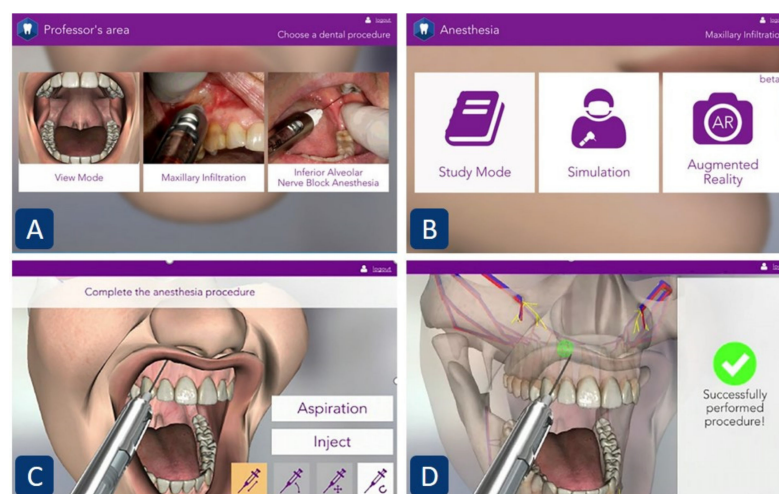 Professor's area
logout
Choose a dental procedure
View Mode
Maxillary Infiltration
Inferior Alveolar
Nerve Block Anesthesia
A
Anesthesia
Maxillary Infiltratio
beta
Study Mode
Simulation
AR
Augmented
Reality
B
logout
Complete the anesthesia procedure
Aspiration
Inject
C
Successfully
performed
procedure!
D